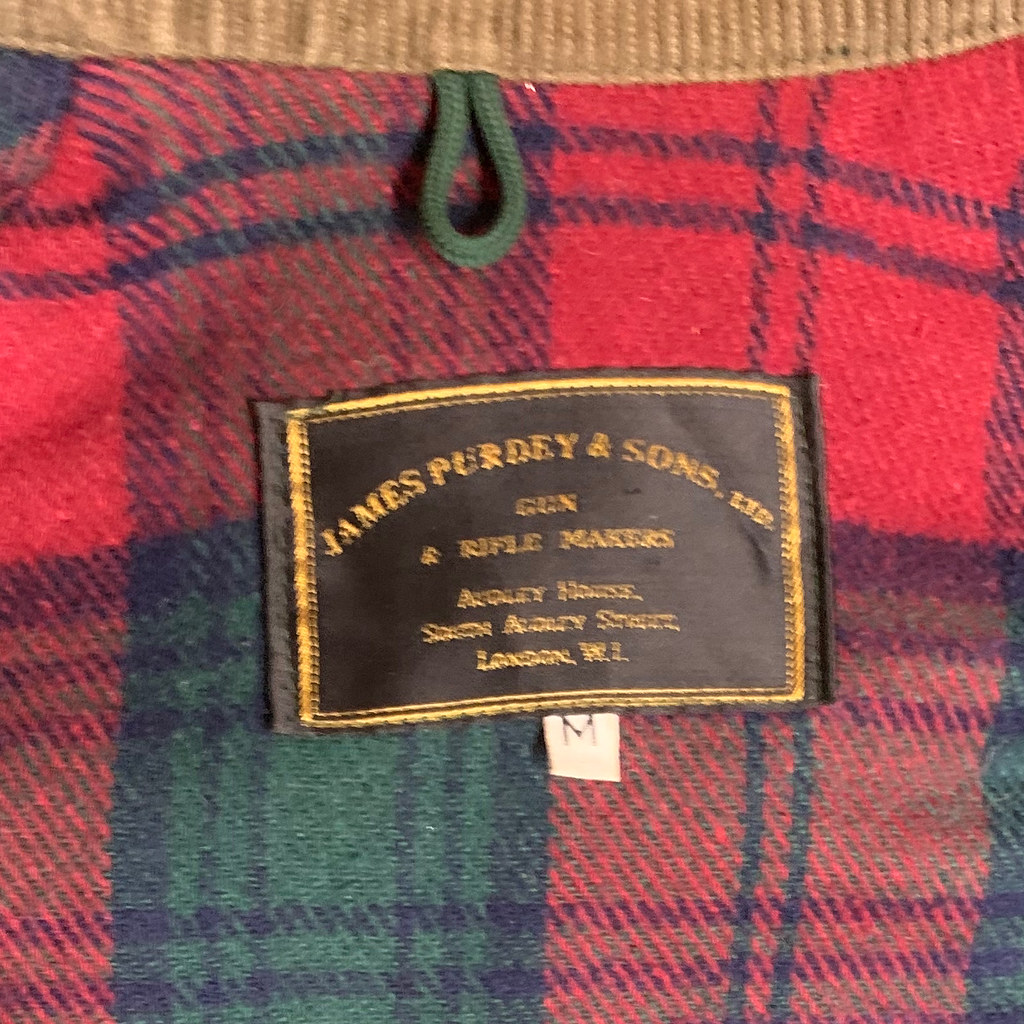 JAMES PURDEY & SONS, LTD.
GUN
& RIFLE MAKERS
AUDLEY HOUSE,
SOUTH AUDLEY STREET,
LONDON, W.1.
M